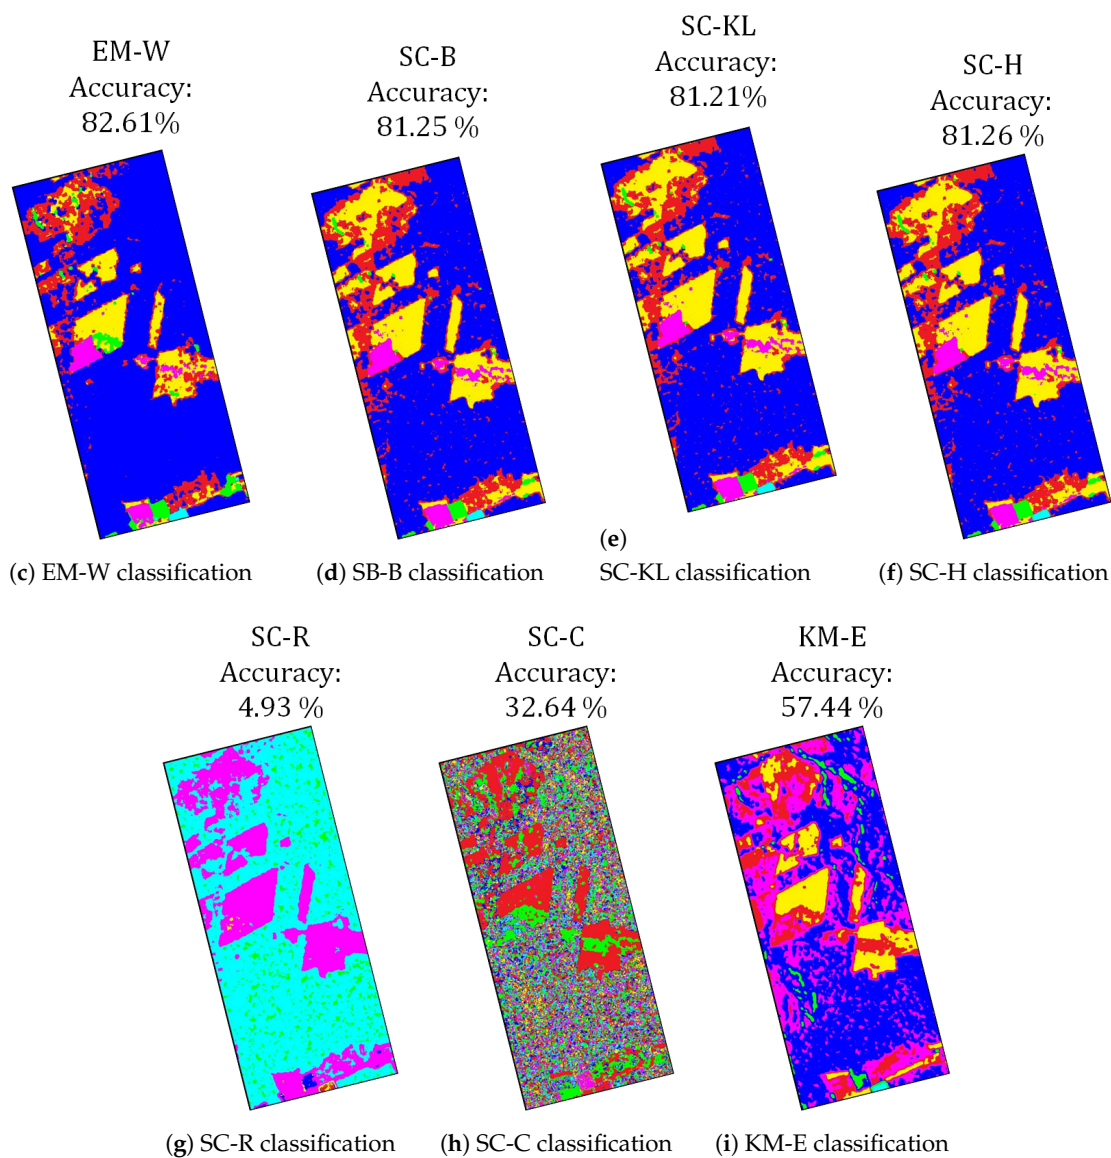 EM-W
Accuracy:
82.61%
SC-B
Accuracy:
81.25 %
SC-KL
Accuracy:
81.21%
SC-H
Accuracy:
81.26 %
(c) EM-W classification
(d) SB-B classification
(e)
SC-KL classification
(f) SC-H classification
SC-R
Accuracy:
4.93 %
SC-C
Accuracy:
32.64 %
KM-E
Accuracy:
57.44 %
(g) SC-R classification
(h) SC-C classification
(i) KM-E classification